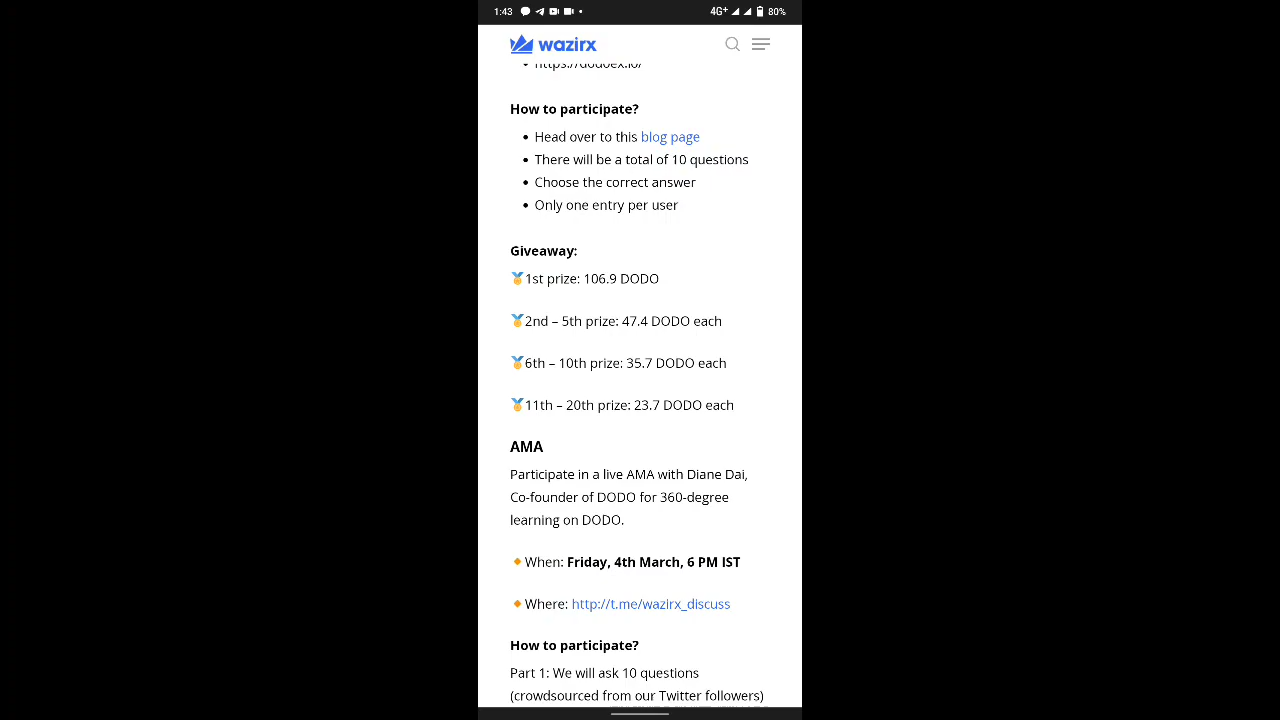 1:43
4G+
80%
wazirx
https://dodoex.io/
How to participate?
• Head over to this blog page
• There will be a total of 10 questions
• Choose the correct answer
• Only one entry per user
Giveaway:
🏅1st prize: 106.9 DODO
🏅2nd – 5th prize: 47.4 DODO each
🏅6th – 10th prize: 35.7 DODO each
🏅11th – 20th prize: 23.7 DODO each
AMA
Participate in a live AMA with Diane Dai,
Co-founder of DODO for 360-degree
learning on DODO.
🔸When: Friday, 4th March, 6 PM IST
🔸Where: http://t.me/wazirx_discuss
How to participate?
Part 1: We will ask 10 questions
(crowdsourced from our Twitter followers)